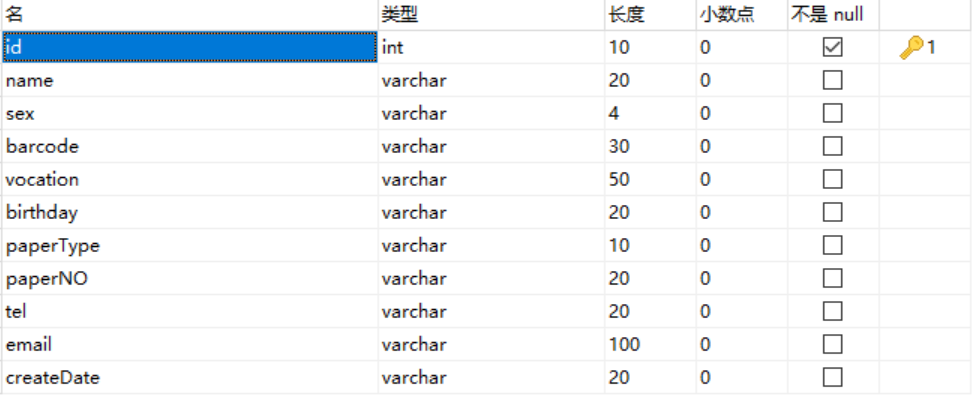 名 类型 长度 小数点 不是 null
id int 10 0 1
name varchar 20 0
sex varchar 4 0
barcode varchar 30 0
vocation varchar 50 0
birthday varchar 20 0
paperType varchar 10 0
paperNO varchar 20 0
tel varchar 20 0
email varchar 100 0
createDate varchar 20 0